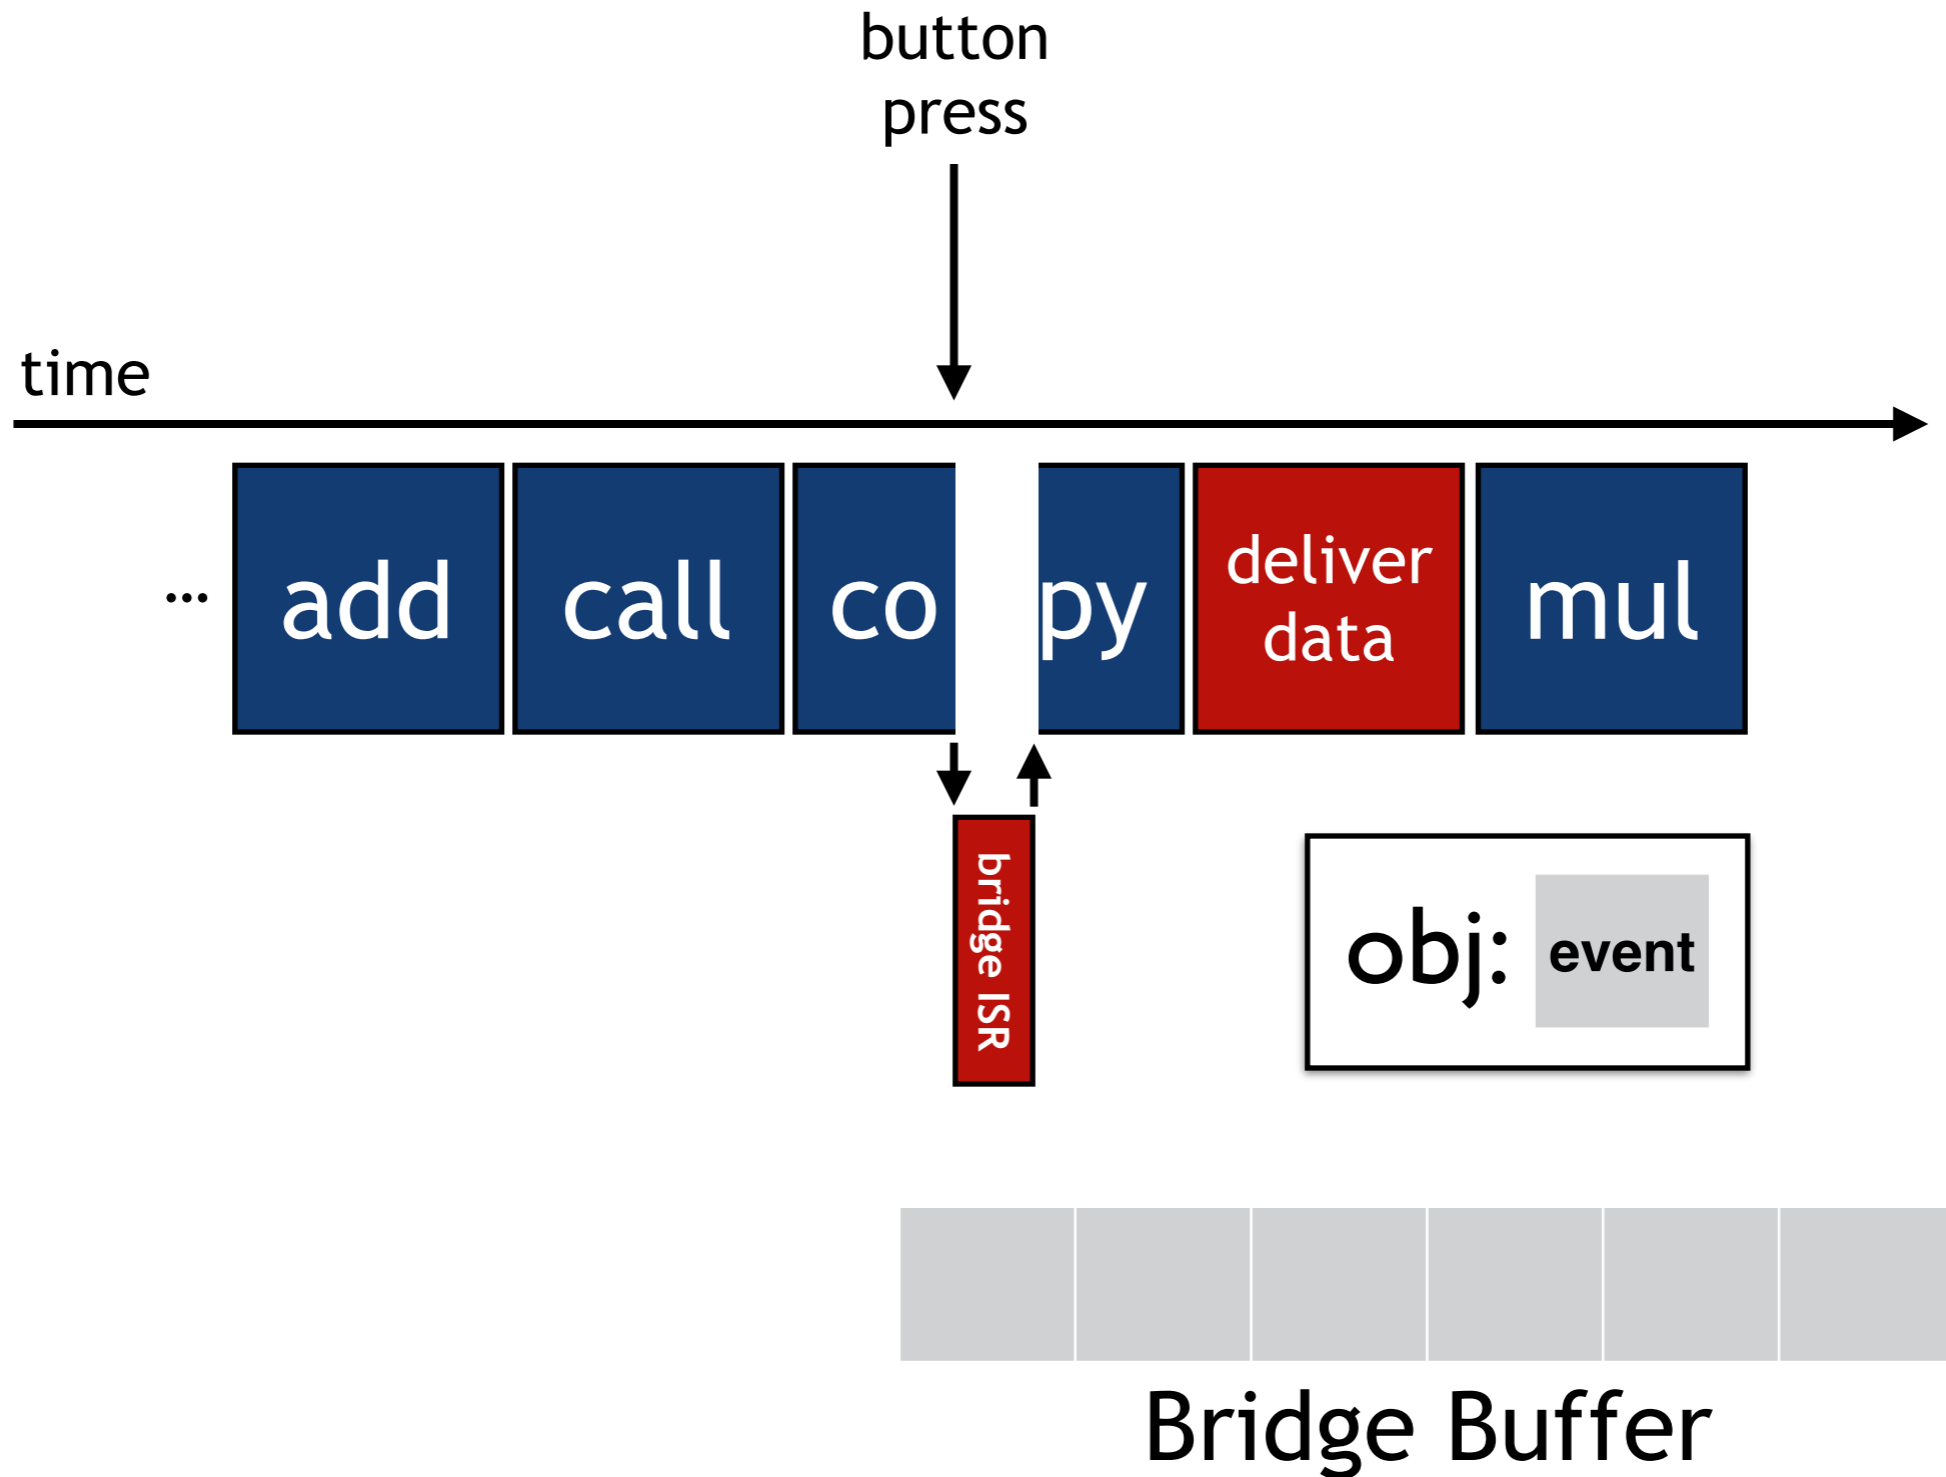 button
press
time
... add call co py deliver data mul
bridge ISR
obj: event
Bridge Buffer